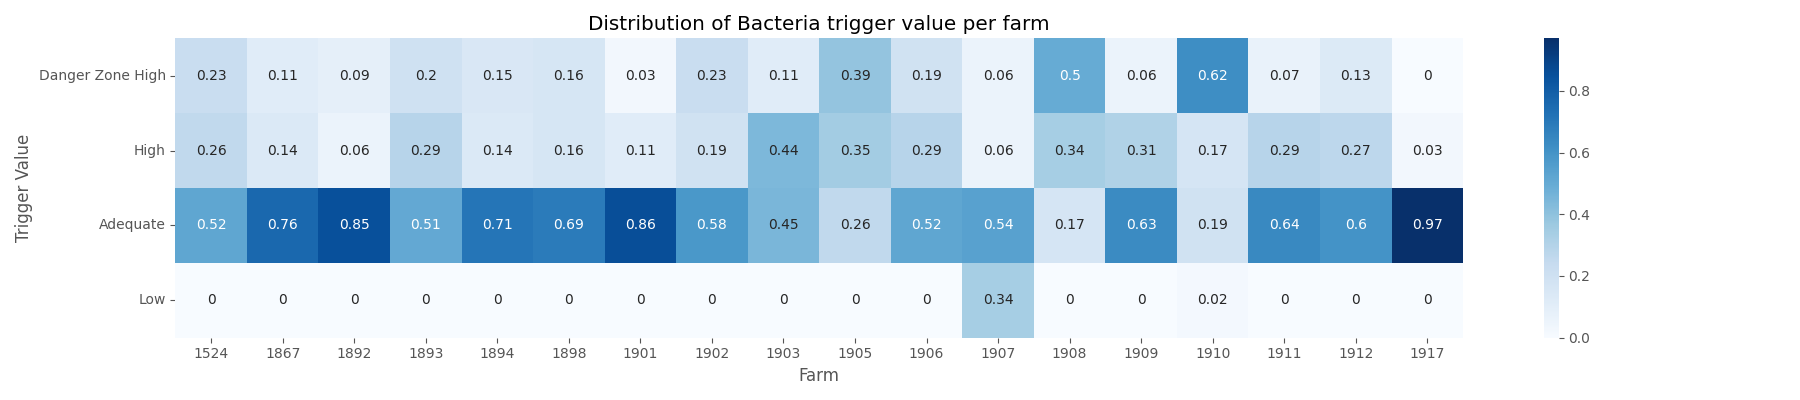 Distribution of Bacteria trigger value per farm
Trigger Value
Danger Zone High 0.23 0.11 0.09 0.2 0.15 0.16 0.03 0.23 0.11 0.39 0.19 0.06 0.5 0.06 0.62 0.07 0.13 0
High 0.26 0.14 0.06 0.29 0.14 0.16 0.11 0.19 0.44 0.35 0.29 0.06 0.34 0.31 0.17 0.29 0.27 0.03
Adequate 0.52 0.76 0.85 0.51 0.71 0.69 0.86 0.58 0.45 0.26 0.52 0.54 0.17 0.63 0.19 0.64 0.6 0.97
Low 0 0 0 0 0 0 0 0 0 0 0 0.34 0 0 0.02 0 0 0
1524 1867 1892 1893 1894 1898 1901 1902 1903 1905 1906 1907 1908 1909 1910 1911 1912 1917
Farm
0.8
0.6
0.4
0.2
0.0